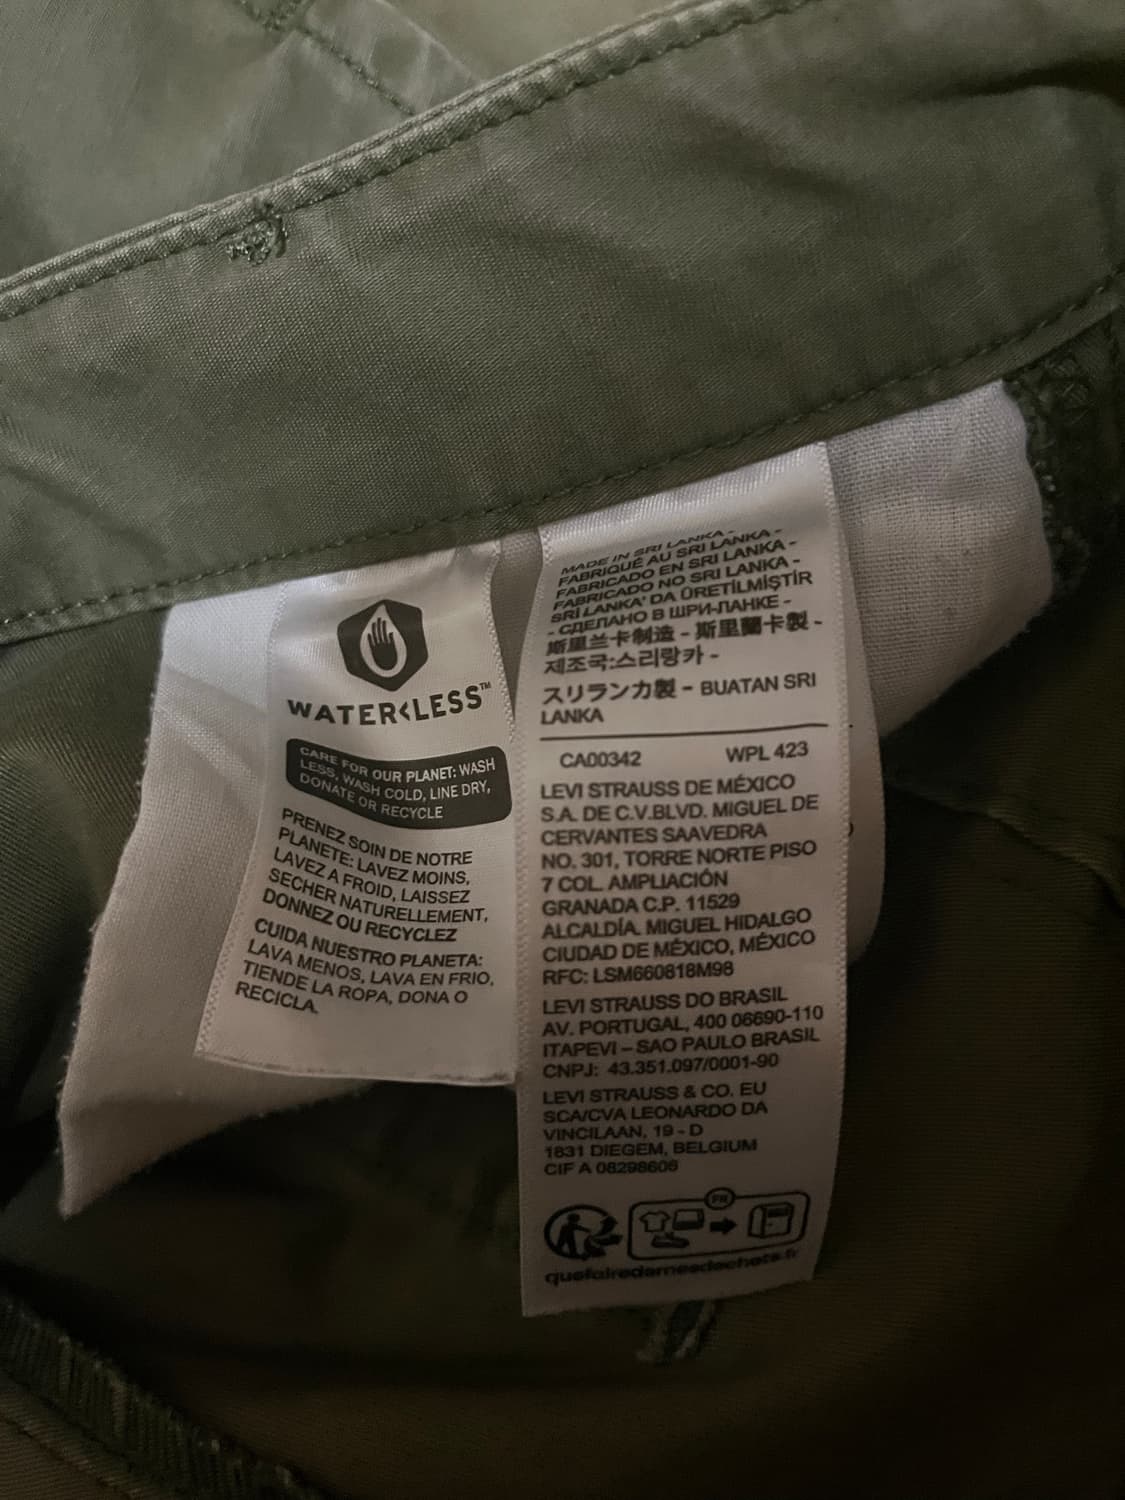 WATER<LESS™
CARE FOR OUR PLANET: WASH
LESS, WASH COLD, LINE DRY,
DONATE OR RECYCLE
PRENEZ SOIN DE NOTRE
PLANETE: LAVEZ MOINS,
LAVEZ A FROID, LAISSEZ
SECHER NATURELLEMENT,
DONNEZ OU RECYCLEZ
CUIDA NUESTRO PLANETA:
LAVA MENOS, LAVA EN FRIO,
TIENDE LA ROPA, DONA O
RECICLA.
MADE IN SRI LANKA -
FABRIQUÉ AU SRI LANKA -
FABRICADO EN SRI LANKA -
FABRICADO NO SRI LANKA -
SRİ LANKA' DA ÜRETİLMİŞTİR
- СДЕЛАНО В ШРИ-ЛАНКЕ -
斯里兰卡制造 - 斯里蘭卡製 -
제조국:스리랑카 -
スリランカ製 - BUATAN SRI
LANKA
CA00342 WPL 423
LEVI STRAUSS DE MÉXICO
S.A. DE C.V.BLVD. MIGUEL DE
CERVANTES SAAVEDRA
NO. 301, TORRE NORTE PISO
7 COL. AMPLIACIÓN
GRANADA C.P. 11529
ALCALDÍA. MIGUEL HIDALGO
CIUDAD DE MÉXICO, MÉXICO
RFC: LSM660818M98
LEVI STRAUSS DO BRASIL
AV. PORTUGAL, 400 06690-110
ITAPEVI – SAO PAULO BRASIL
CNPJ: 43.351.097/0001-90
LEVI STRAUSS & CO. EU
SCA/CVA LEONARDO DA
VINCILAAN, 19 - D
1831 DIEGEM, BELGIUM
CIF A 08298608
FR
quefairedemesdechets.fr